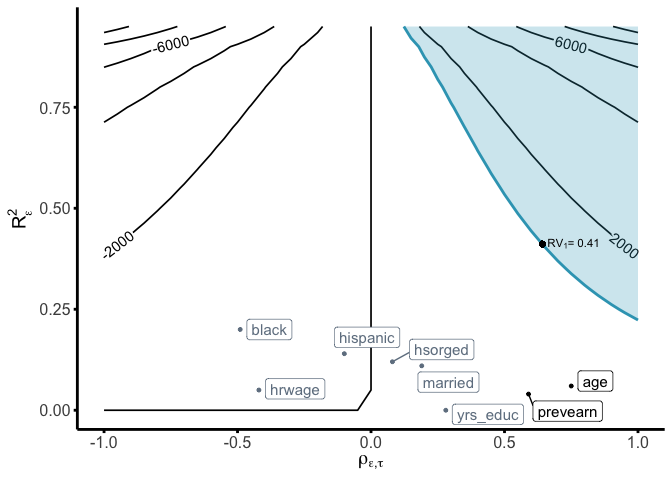 -6000
6000
0.75
R²ε
0.50
-2000
RV₁= 0.41
2000
0.25
black
hispanic
hsorged
hrwage
married
age
yrs_educ
prevearn
0.00
-1.0
-0.5
0.0
0.5
1.0
ρε,τ